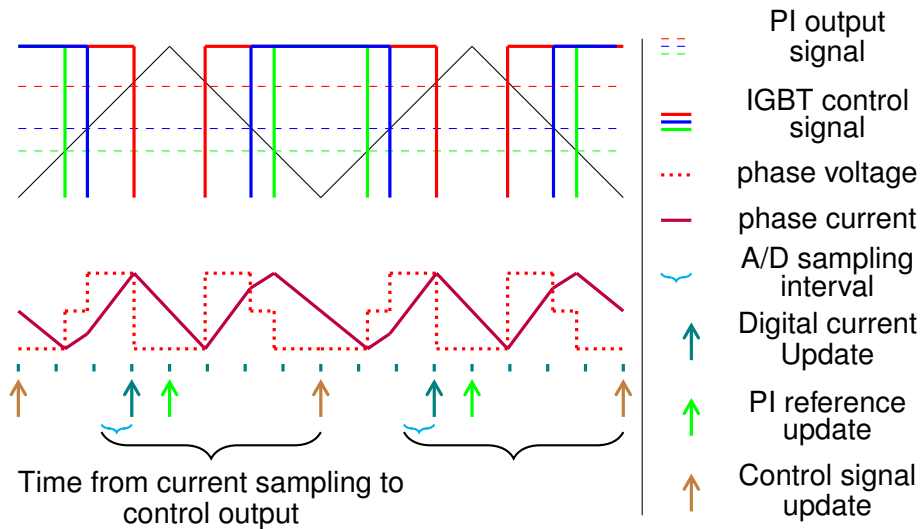 PI output
signal
IGBT control
signal
phase voltage
phase current
A/D sampling
interval
Digital current
Update
PI reference
update
Control signal
update
Time from current sampling to
control output